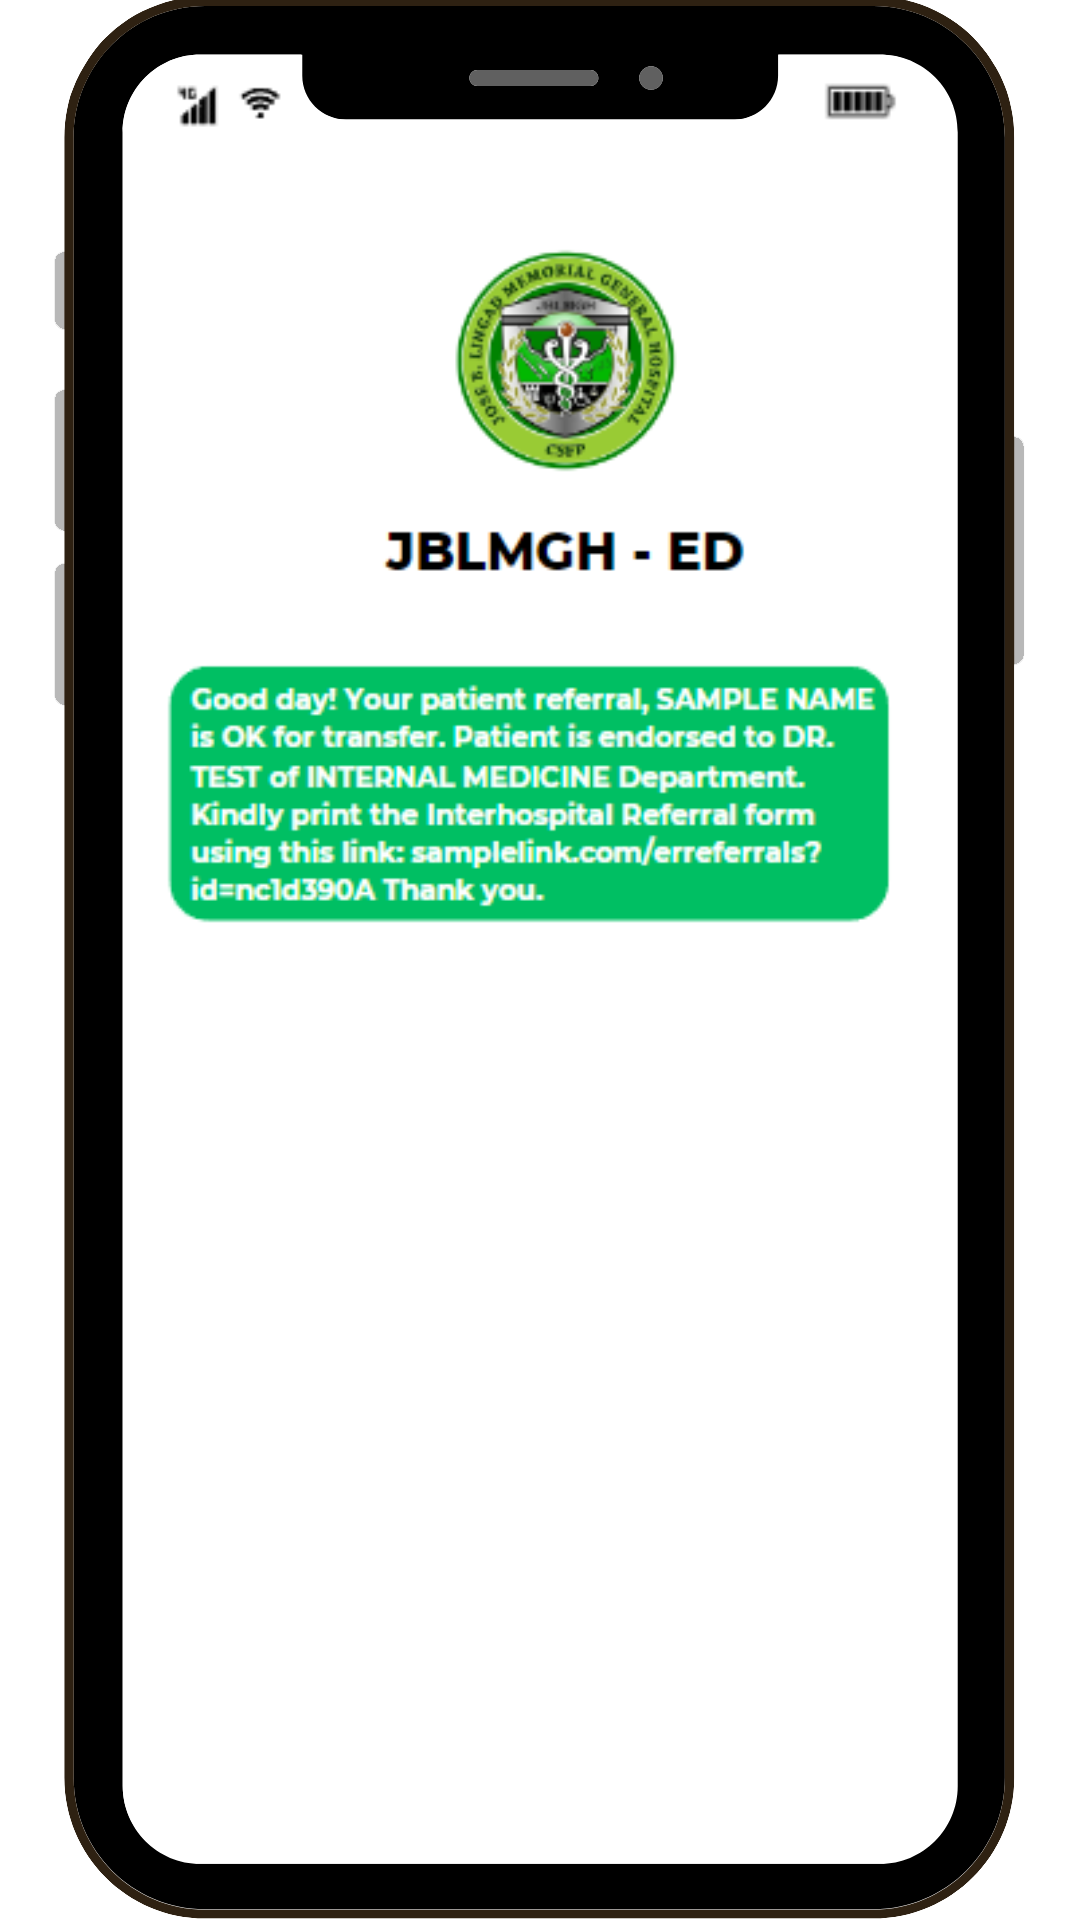 4G
JOSE B. LINGAD MEMORIAL GENERAL HOSPITAL
CSFP
JBLMGH - ED
Good day! Your patient referral, SAMPLE NAME
is OK for transfer. Patient is endorsed to DR.
TEST of INTERNAL MEDICINE Department.
Kindly print the Interhospital Referral form
using this link: samplelink.com/erreferrals?
id=nc1d390A Thank you.